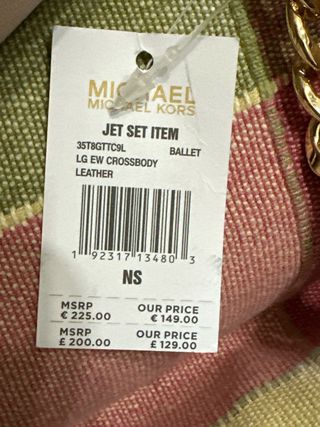 MICHAEL
MICHAEL KORS
JET SET ITEM
35T8GTTC9L BALLET
LG EW CROSSBODY
LEATHER
1 92317 13480 3
NS
MSRP OUR PRICE
€ 225.00 € 149.00
MSRP OUR PRICE
£ 200.00 £ 129.00